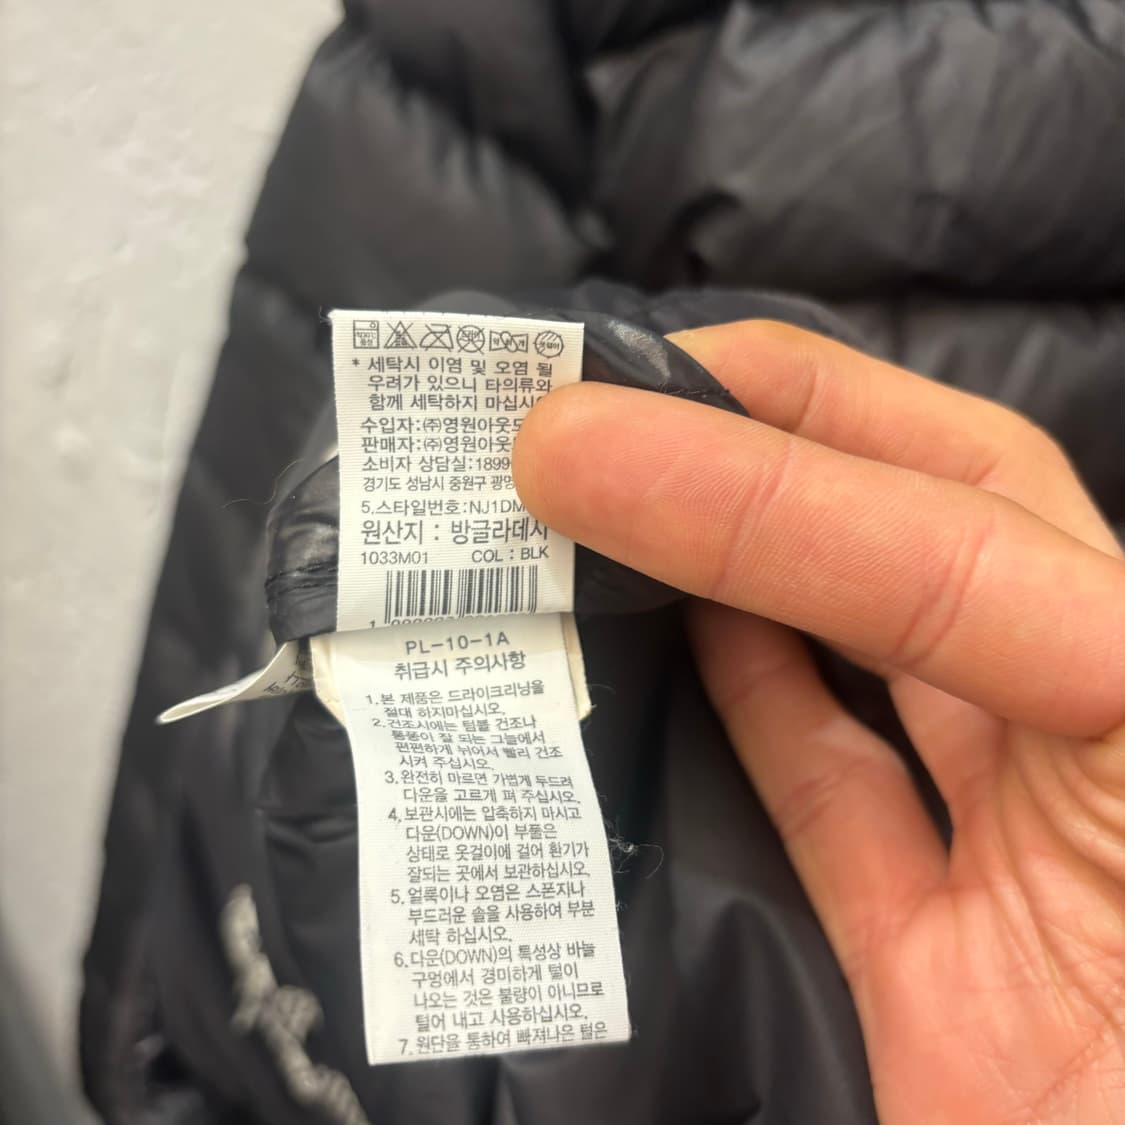 * 세탁시 이염 및 오염 될
우려가 있으니 타의류와
함께 세탁하지 마십시오
수입자:㈜영원아웃도
판매자:㈜영원아웃
소비자 상담실:1899
경기도 성남시 중원구 광명
5.스타일번호:NJ1DM
원산지 : 방글라데시
1033M01 COL : BLK
PL-10-1A
취급시 주의사항
1.본 제품은 드라이크리닝을
절대 하지마십시오.
2.건조시에는 텀블 건조나
통풍이 잘 되는 그늘에서
편편하게 뉘어서 빨리 건조
시켜 주십시오.
3.완전히 마르면 가볍게 두드려
다운을 고르게 펴 주십시오.
4.보관시에는 압축하지 마시고
다운(DOWN)이 부풀은
상태로 옷걸이에 걸어 환기가
잘되는 곳에서 보관하십시오.
5.얼룩이나 오염은 스폰지나
부드러운 솔을 사용하여 부분
세탁 하십시오.
6.다운(DOWN)의 특성상 바늘
구멍에서 경미하게 털이
나오는 것은 불량이 아니므로
털어 내고 사용하십시오.
7.원단을 통하여 빠져나온 털은